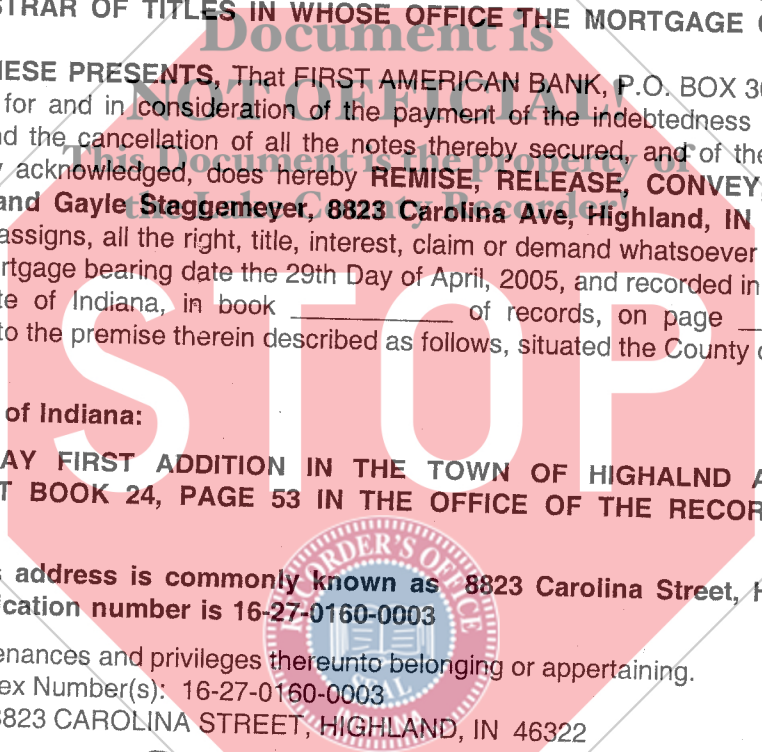 STRAR OF TITLES IN WHOSE OFFICE THE MORTGAGE
Document is
NOT OFFICIAL!
This Document is the property of
the Lake County Recorder!
HESE PRESENTS, That FIRST AMERICAN BANK, P.O. BOX 30
for and in consideration of the payment of the indebtedness
nd the cancellation of all the notes thereby secured, and of the
y acknowledged, does hereby REMISE, RELEASE, CONVEY,
and Gayle Staggemeyer, 8823 Carolina Ave, Highland, IN
assigns, all the right, title, interest, claim or demand whatsoever
rtgage bearing date the 29th Day of April, 2005, and recorded in
te of Indiana, in book ____________ of records, on page __
to the premise therein described as follows, situated the County
STOP
of Indiana:
AY FIRST ADDITION IN THE TOWN OF HIGHALND A
T BOOK 24, PAGE 53 IN THE OFFICE OF THE RECOR
s address is commonly known as 8823 Carolina Street, H
ication number is 16-27-0160-0003
enances and privileges thereunto belonging or appertaining.
ex Number(s): 16-27-0160-0003
8823 CAROLINA STREET, HIGHLAND, IN 46322
RECORDER'S OFFICE
SEAL